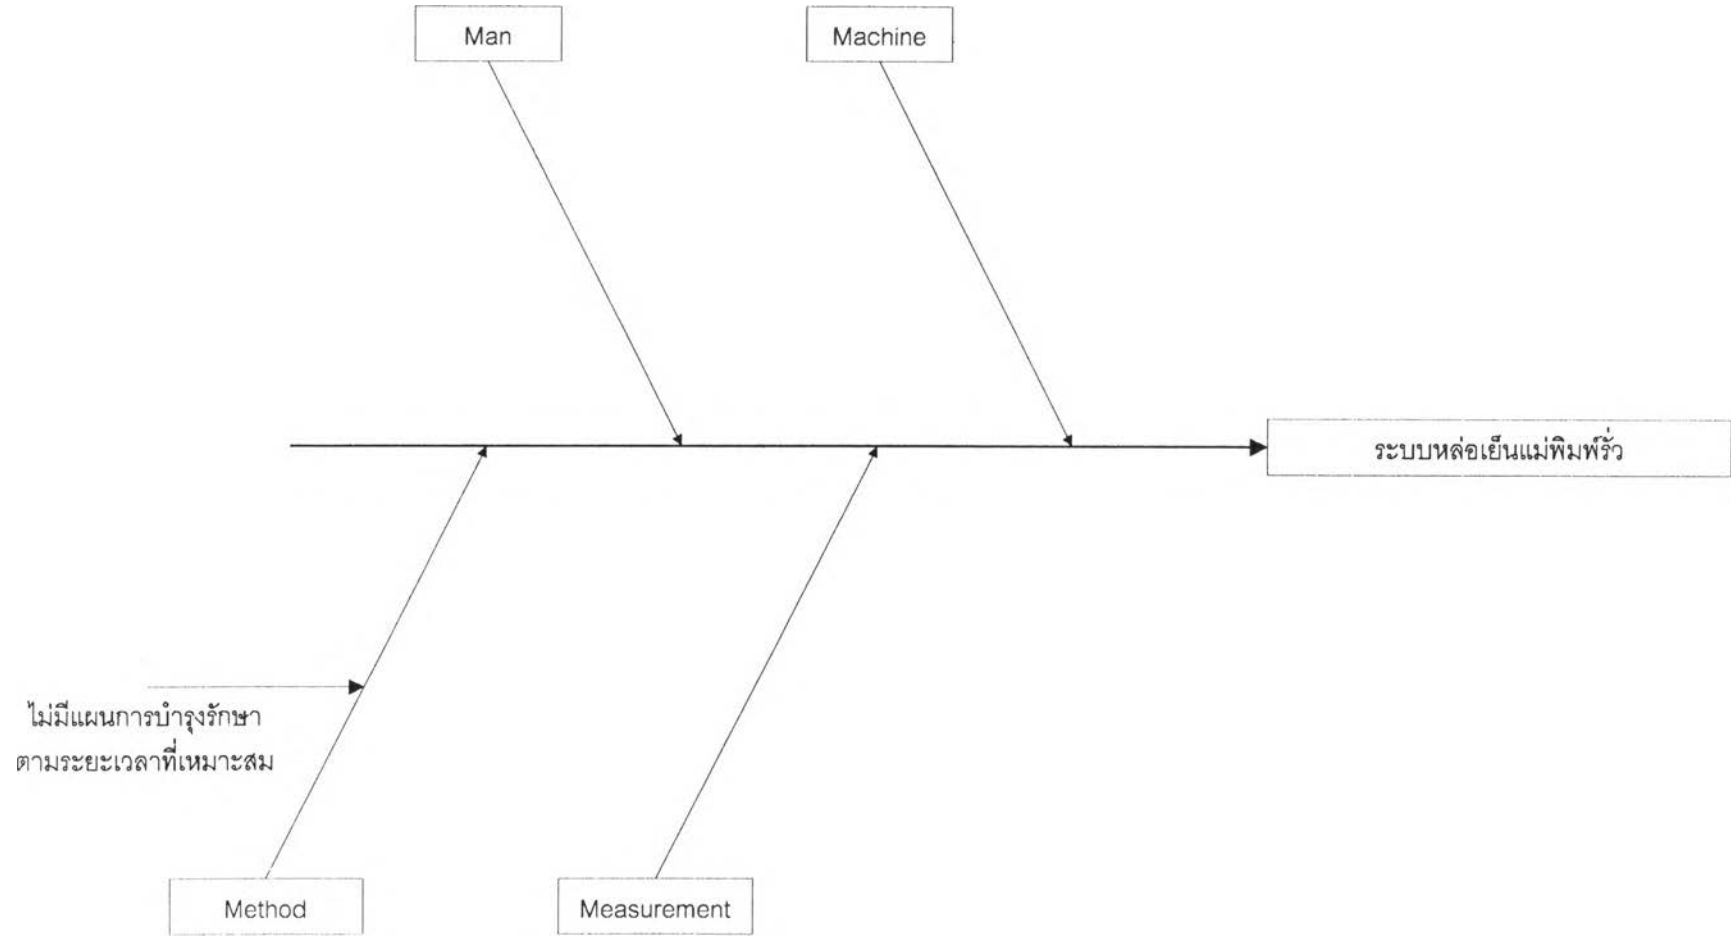 Man
Machine
ระบบหล่อเย็นแม่พิมพ์รั่ว
ไม่มีแผนการบำรุงรักษา
ตามระยะเวลาที่เหมาะสม
Method
Measurement